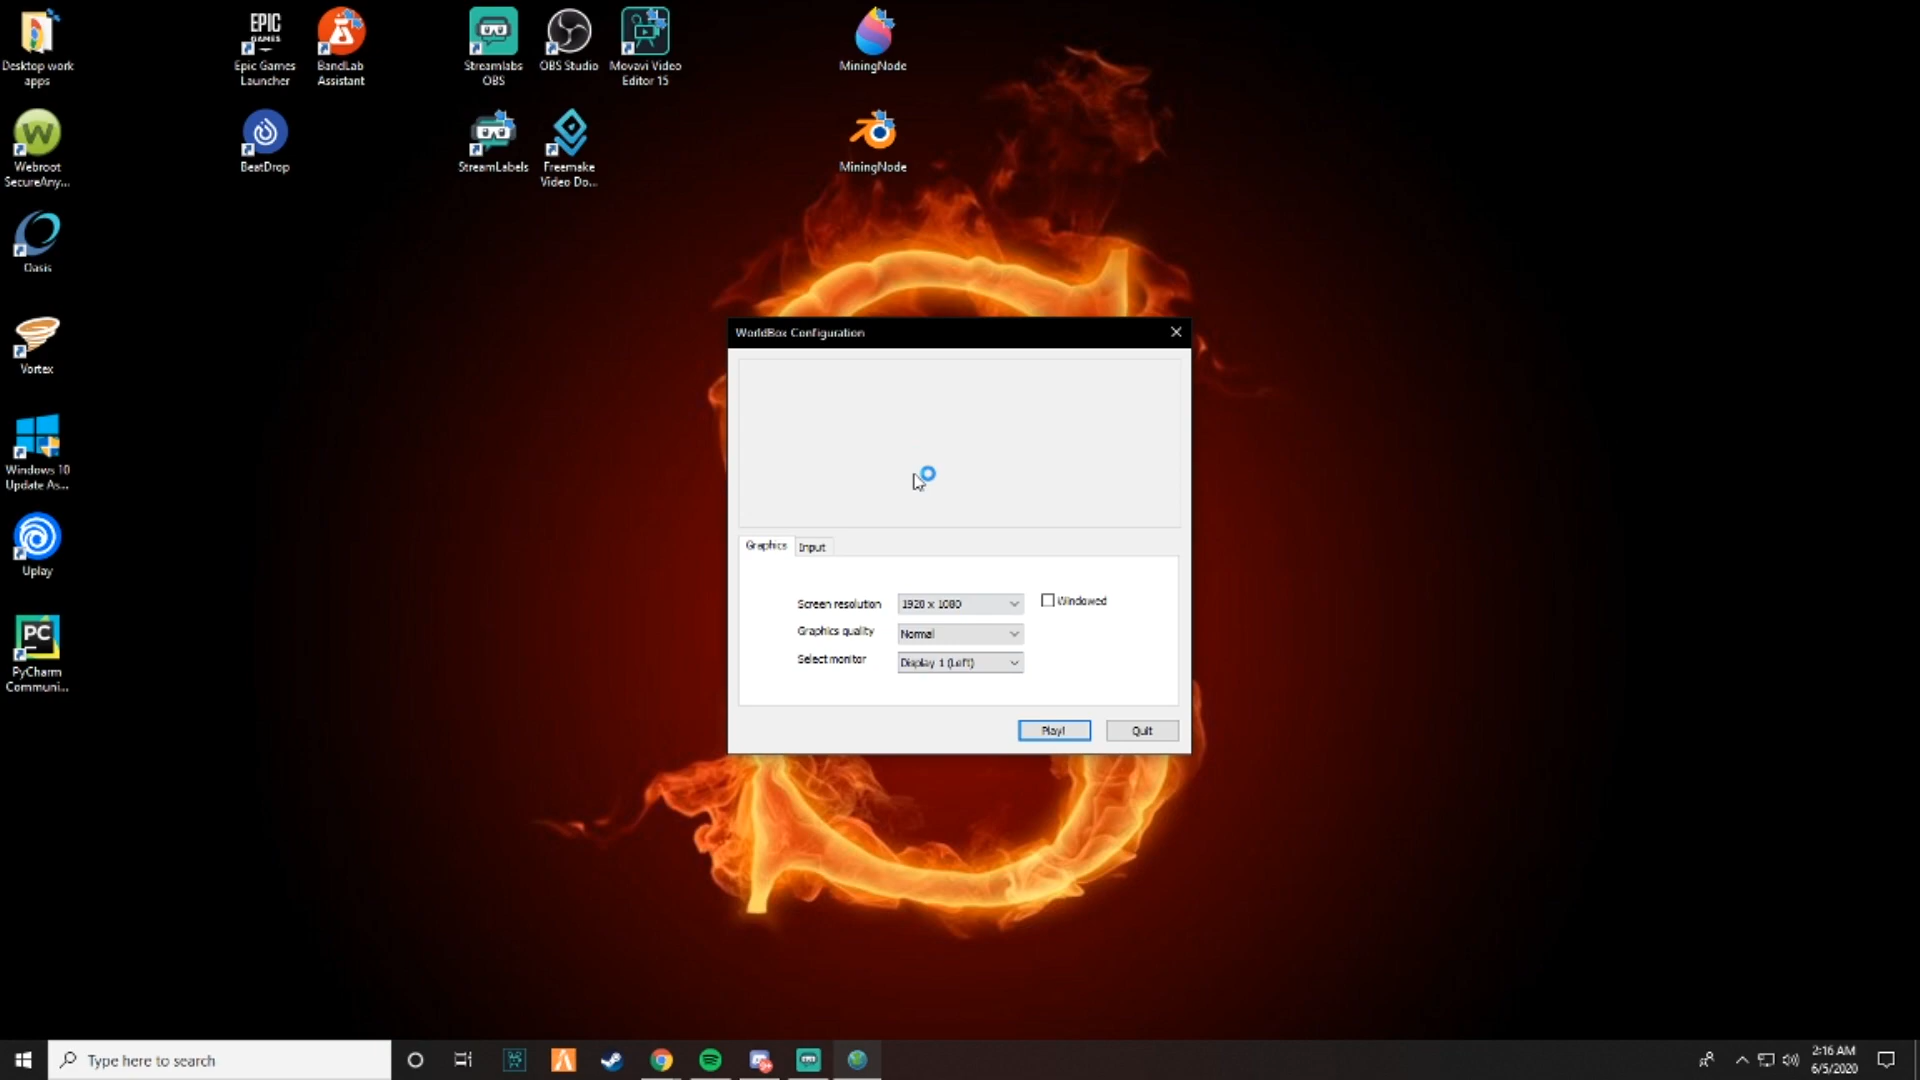 Desktop work
apps
EPIC
GAMES
Epic Games
Launcher
BandLab
Assistant
Streamlabs
OBS
OBS Studio
Movavi Video
Editor 15
MiningNode
W
Webroot
SecureAny...
BeatDrop
StreamLabels
Freemake
Video Do...
MiningNode
Oasis
Vortex
Windows 10
Update As...
Uplay
PC
PyCharm
Communi...
WorldBox Configuration
Graphics
Input
Screen resolution
1920 x 1080
Windowed
Graphics quality
Normal
Select monitor
Display 1 (Left)
Play!
Quit
Type here to search
2:16 AM
6/5/2020